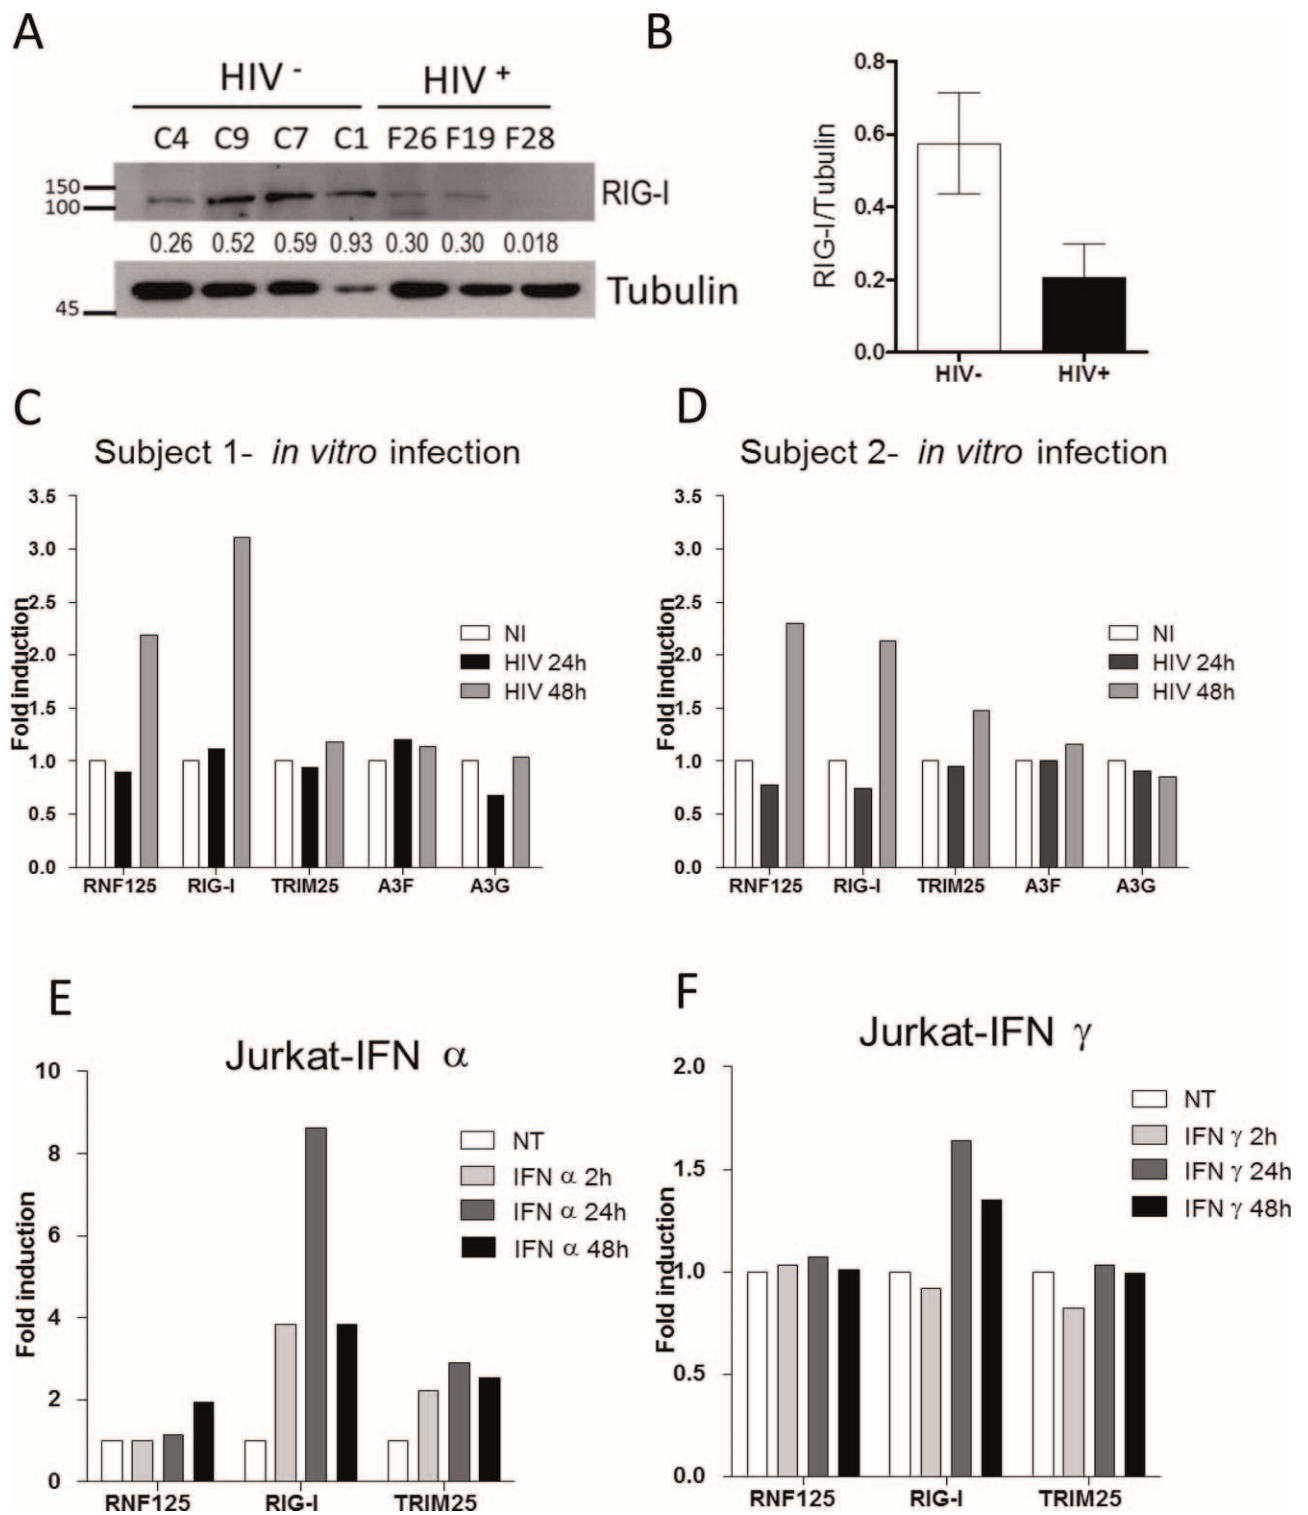 A
HIV - HIV +
C4 C9 C7 C1 F26 F19 F28
150
100
RIG-I
0.26 0.52 0.59 0.93 0.30 0.30 0.018
Tubulin
45
B
0.8
0.6
0.4
0.2
0.0
RIG-I/Tubulin
HIV- HIV+
C
Subject 1- in vitro infection
3.5
3.0
2.5
2.0
1.5
1.0
0.5
0.0
Fold induction
NI
HIV 24h
HIV 48h
RNF125 RIG-I TRIM25 A3F A3G
D
Subject 2- in vitro infection
3.5
3.0
2.5
2.0
1.5
1.0
0.5
0.0
Fold induction
NI
HIV 24h
HIV 48h
RNF125 RIG-I TRIM25 A3F A3G
E
Jurkat-IFN α
10
8
6
4
2
0
Fold induction
NT
IFN α 2h
IFN α 24h
IFN α 48h
RNF125 RIG-I TRIM25
F
Jurkat-IFN γ
2.0
1.5
1.0
0.5
0.0
Fold induction
NT
IFN γ 2h
IFN γ 24h
IFN γ 48h
RNF125 RIG-I TRIM25